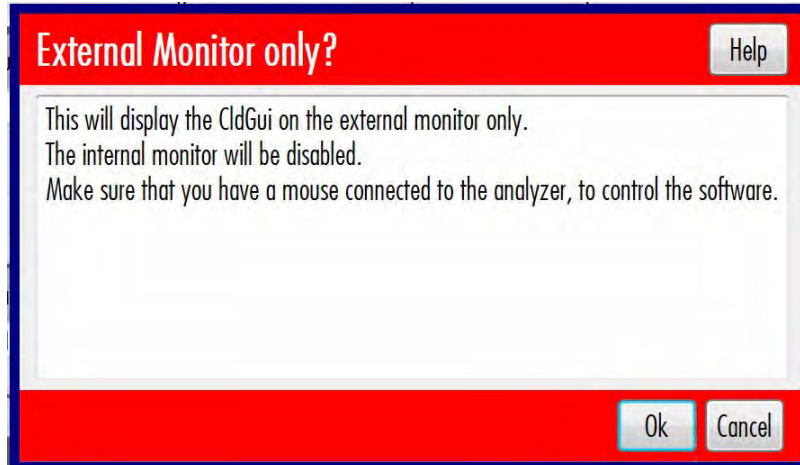 External Monitor only?
Help
This will display the CldGui on the external monitor only.
The internal monitor will be disabled.
Make sure that you have a mouse connected to the analyzer, to control the software.
Ok
Cancel